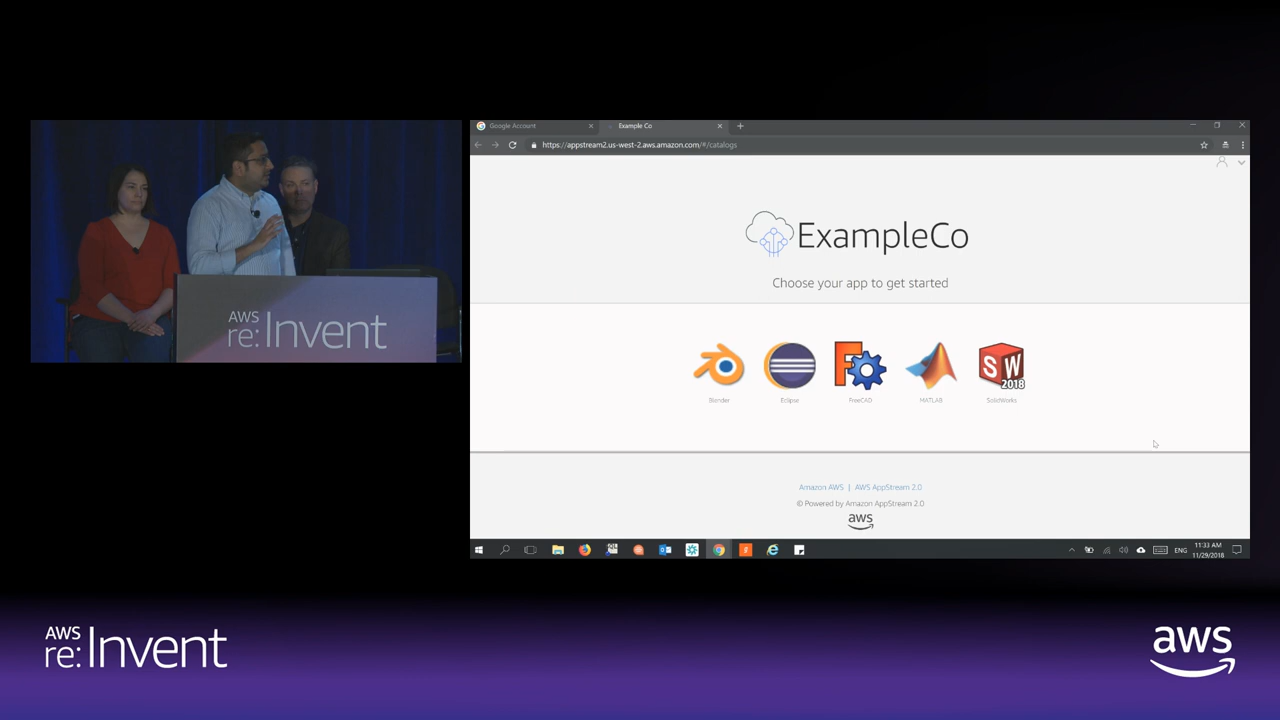 AWS
re:Invent
Google Account
Example Co
https://appstream2.us-west-2.aws.amazon.com/#/catalogs
ExampleCo
Choose your app to get started
SW
2018
Blender
Eclipse
FreeCAD
MATLAB
SolidWorks
Amazon AWS | AWS AppStream 2.0
© Powered by Amazon AppStream 2.0
aws
ENG
11:33 AM
11/29/2018
AWS
re:Invent
aws